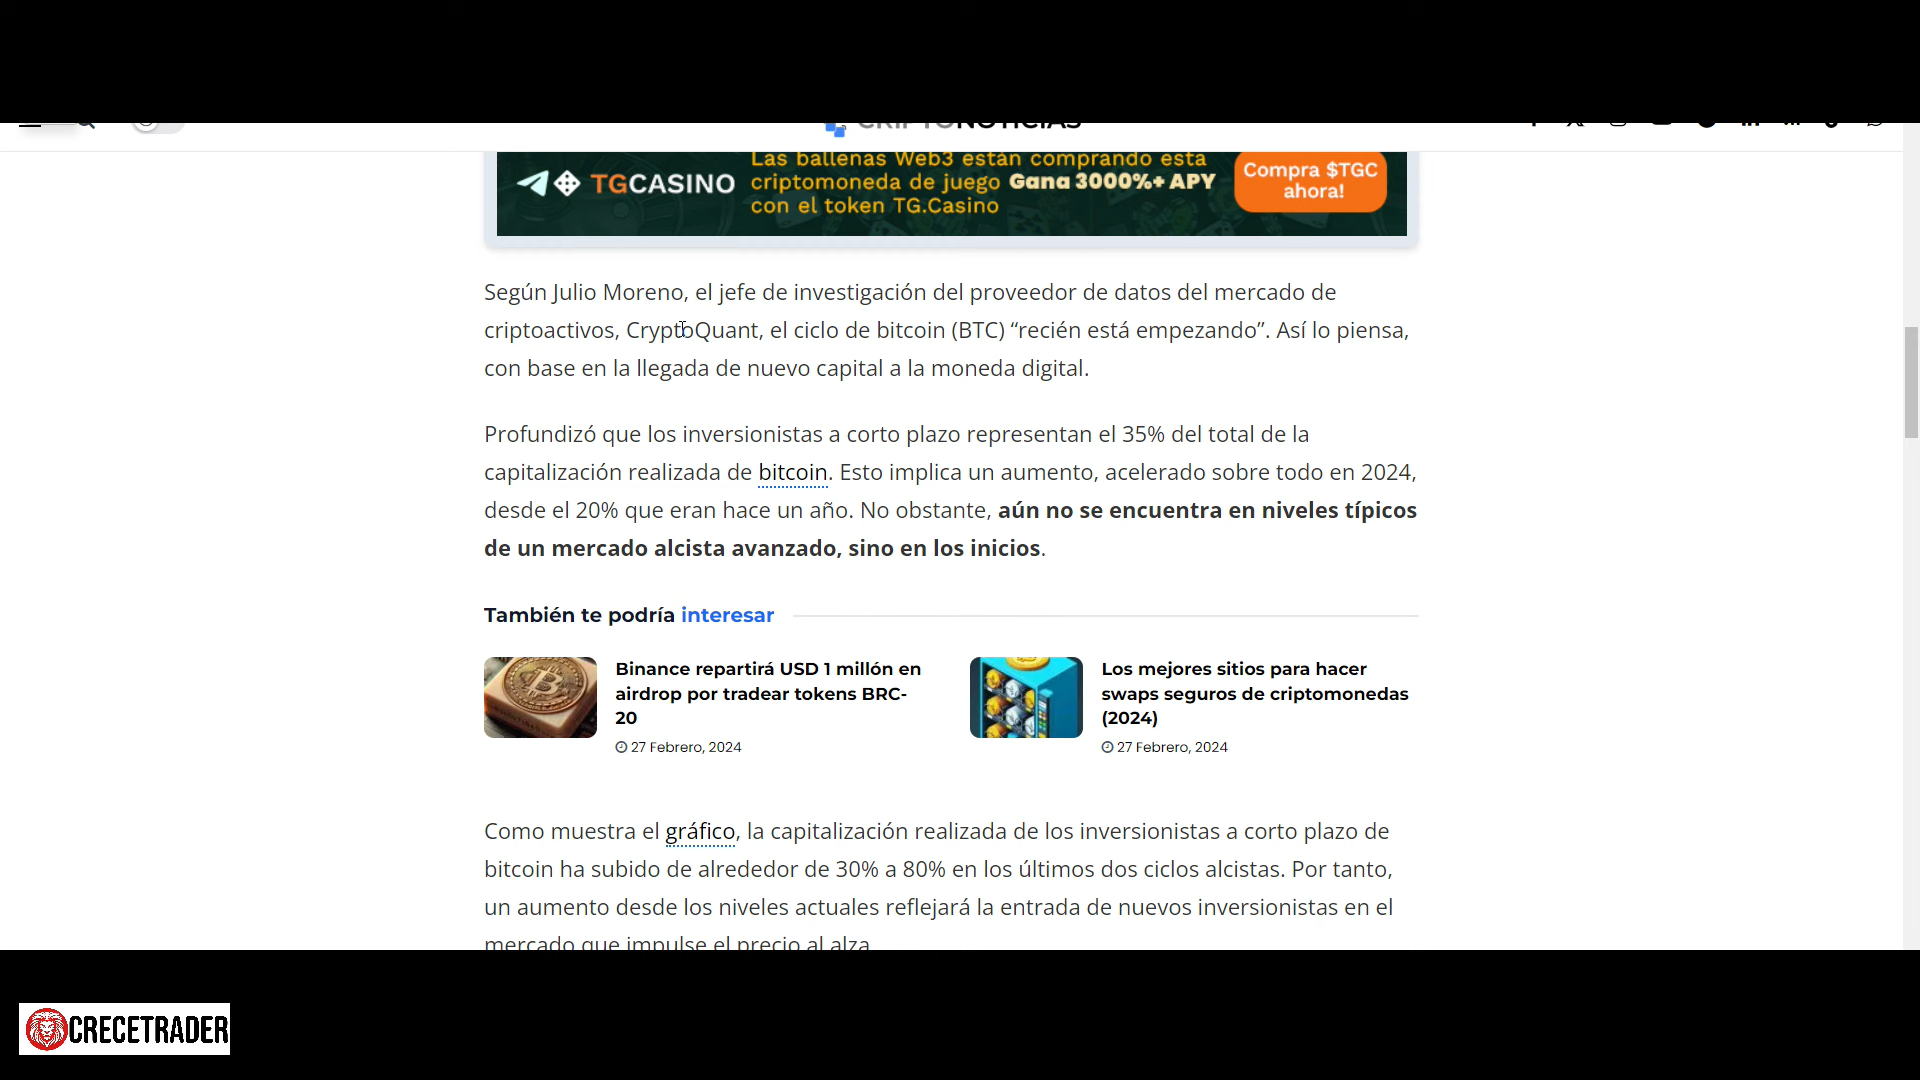 CRIPTONOTICIAS
TGCASINO
Las ballenas Web3 están comprando esta
criptomoneda de juego Gana 3000%+ APY
con el token TG.Casino
Compra $TGC
ahora!
Según Julio Moreno, el jefe de investigación del proveedor de datos del mercado de
criptoactivos, CryptoQuant, el ciclo de bitcoin (BTC) “recién está empezando”. Así lo piensa,
con base en la llegada de nuevo capital a la moneda digital.
Profundizó que los inversionistas a corto plazo representan el 35% del total de la
capitalización realizada de bitcoin. Esto implica un aumento, acelerado sobre todo en 2024,
desde el 20% que eran hace un año. No obstante, aún no se encuentra en niveles típicos
de un mercado alcista avanzado, sino en los inicios.
También te podría interesar
Binance repartirá USD 1 millón en
airdrop por tradear tokens BRC-
20
27 Febrero, 2024
Los mejores sitios para hacer
swaps seguros de criptomonedas
(2024)
27 Febrero, 2024
Como muestra el gráfico, la capitalización realizada de los inversionistas a corto plazo de
bitcoin ha subido de alrededor de 30% a 80% en los últimos dos ciclos alcistas. Por tanto,
un aumento desde los niveles actuales reflejará la entrada de nuevos inversionistas en el
mercado que impulse el precio al alza
CRECETRADER